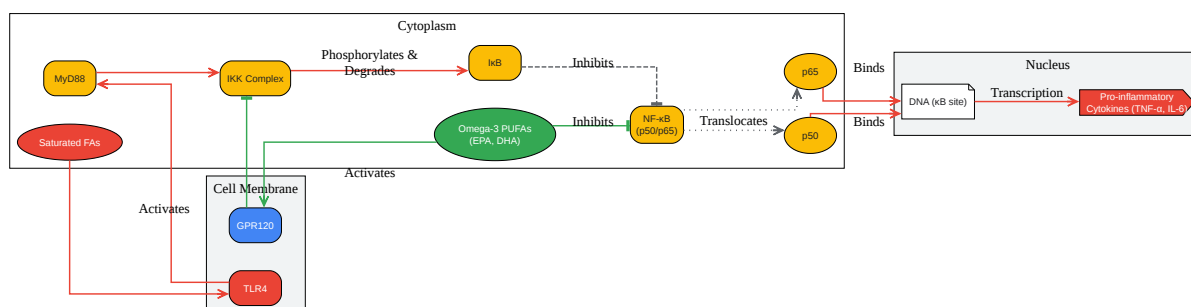 Cytoplasm
Phosphorylates &
Degrades
IκB
Inhibits
MyD88
IKK Complex
p65
Binds
Nucleus
DNA (κB site)
Transcription
Pro-inflammatory
Cytokines (TNF-α, IL-6)
Saturated FAs
Omega-3 PUFAs
(EPA, DHA)
Inhibits
NF-κB
(p50/p65)
Translocates
p50
Binds
Activates
Cell Membrane
Activates
GPR120
TLR4